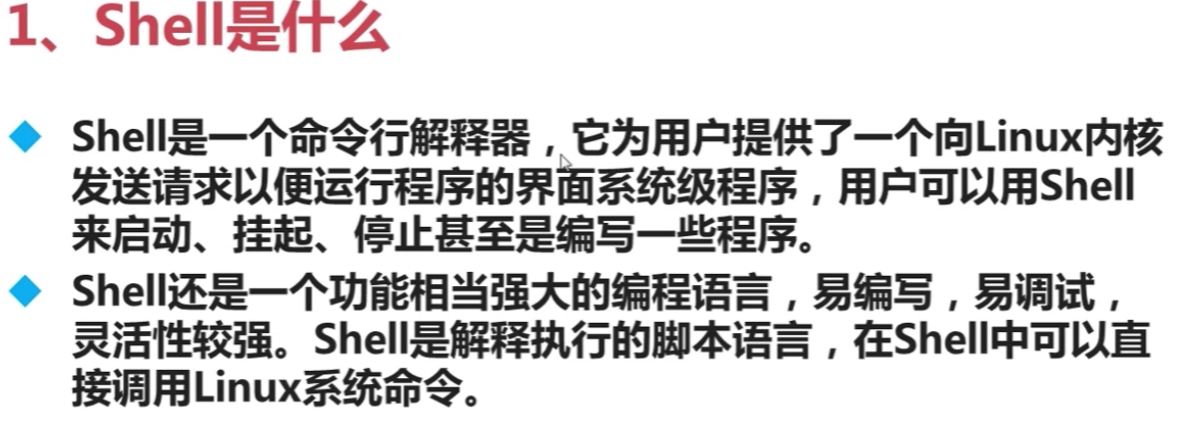 1、Shell是什么
Shell是一个命令行解释器，它为用户提供了一个向Linux内核
发送请求以便运行程序的界面系统级程序，用户可以用Shell
来启动、挂起、停止甚至是编写一些程序。
Shell还是一个功能相当强大的编程语言，易编写，易调试，
灵活性较强。Shell是解释执行的脚本语言，在Shell中可以直
接调用Linux系统命令。